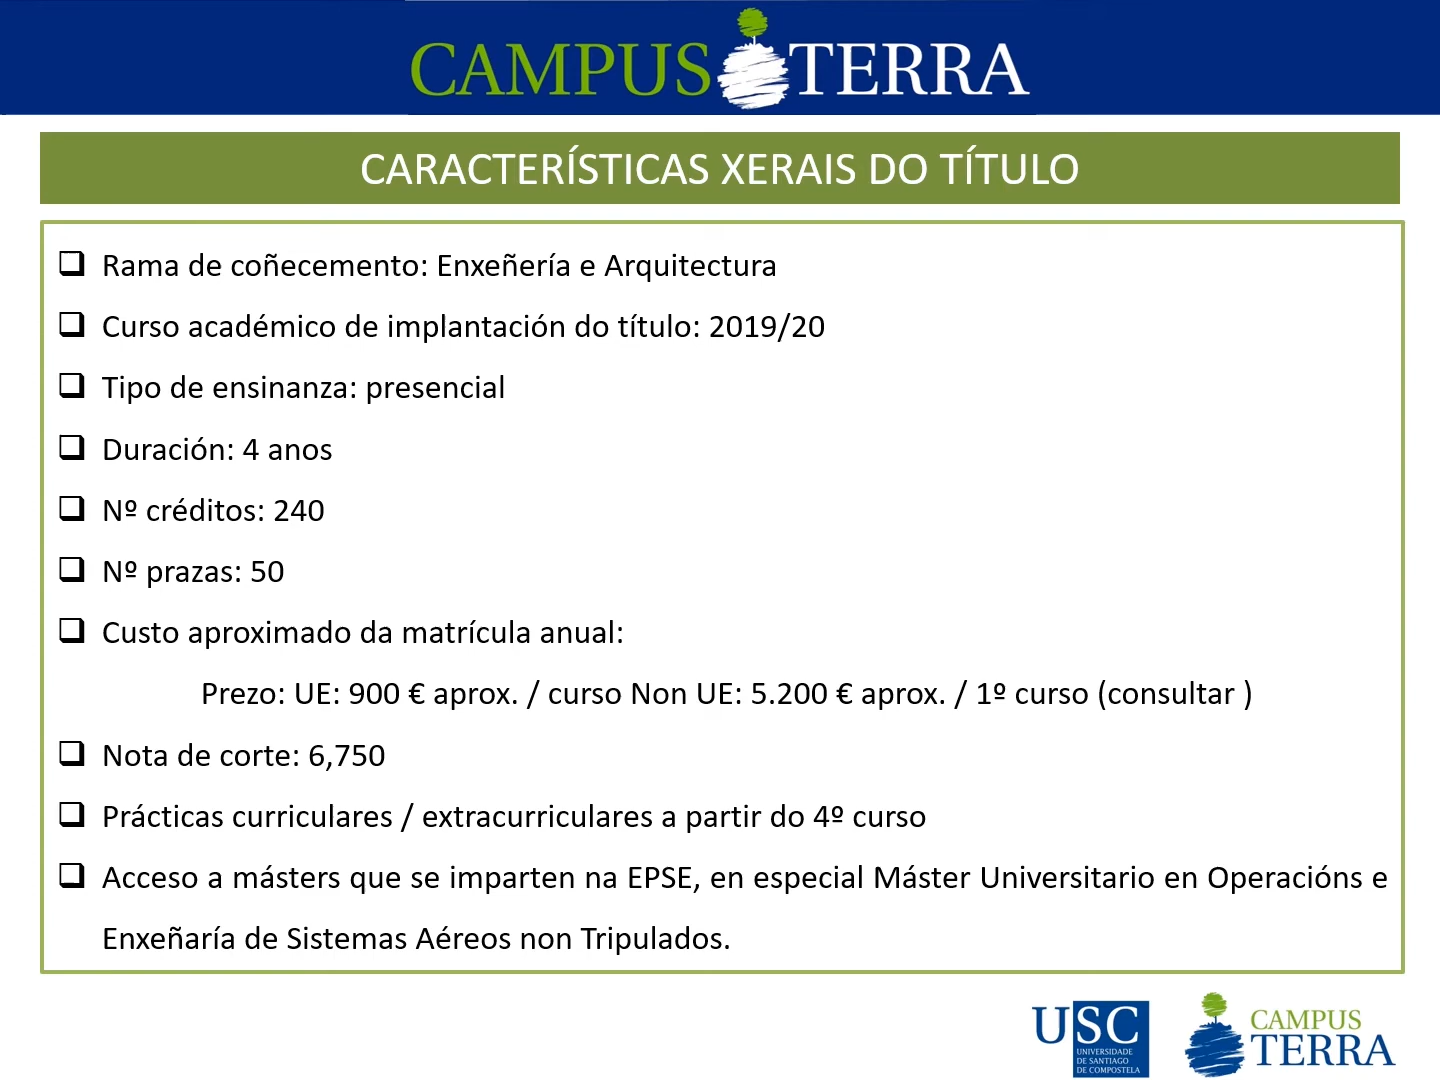 CAMPUS TERRA
CARACTERÍSTICAS XERAIS DO TÍTULO
❑ Rama de coñecemento: Enxeñería e Arquitectura
❑ Curso académico de implantación do título: 2019/20
❑ Tipo de ensinanza: presencial
❑ Duración: 4 anos
❑ Nº créditos: 240
❑ Nº prazas: 50
❑ Custo aproximado da matrícula anual:
Prezo: UE: 900 € aprox. / curso Non UE: 5.200 € aprox. / 1º curso (consultar )
❑ Nota de corte: 6,750
❑ Prácticas curriculares / extracurriculares a partir do 4º curso
❑ Acceso a másters que se imparten na EPSE, en especial Máster Universitario en Operacións e
Enxeñaría de Sistemas Aéreos non Tripulados.
USC
UNIVERSIDADE
DE SANTIAGO
DE COMPOSTELA
CAMPUS
TERRA